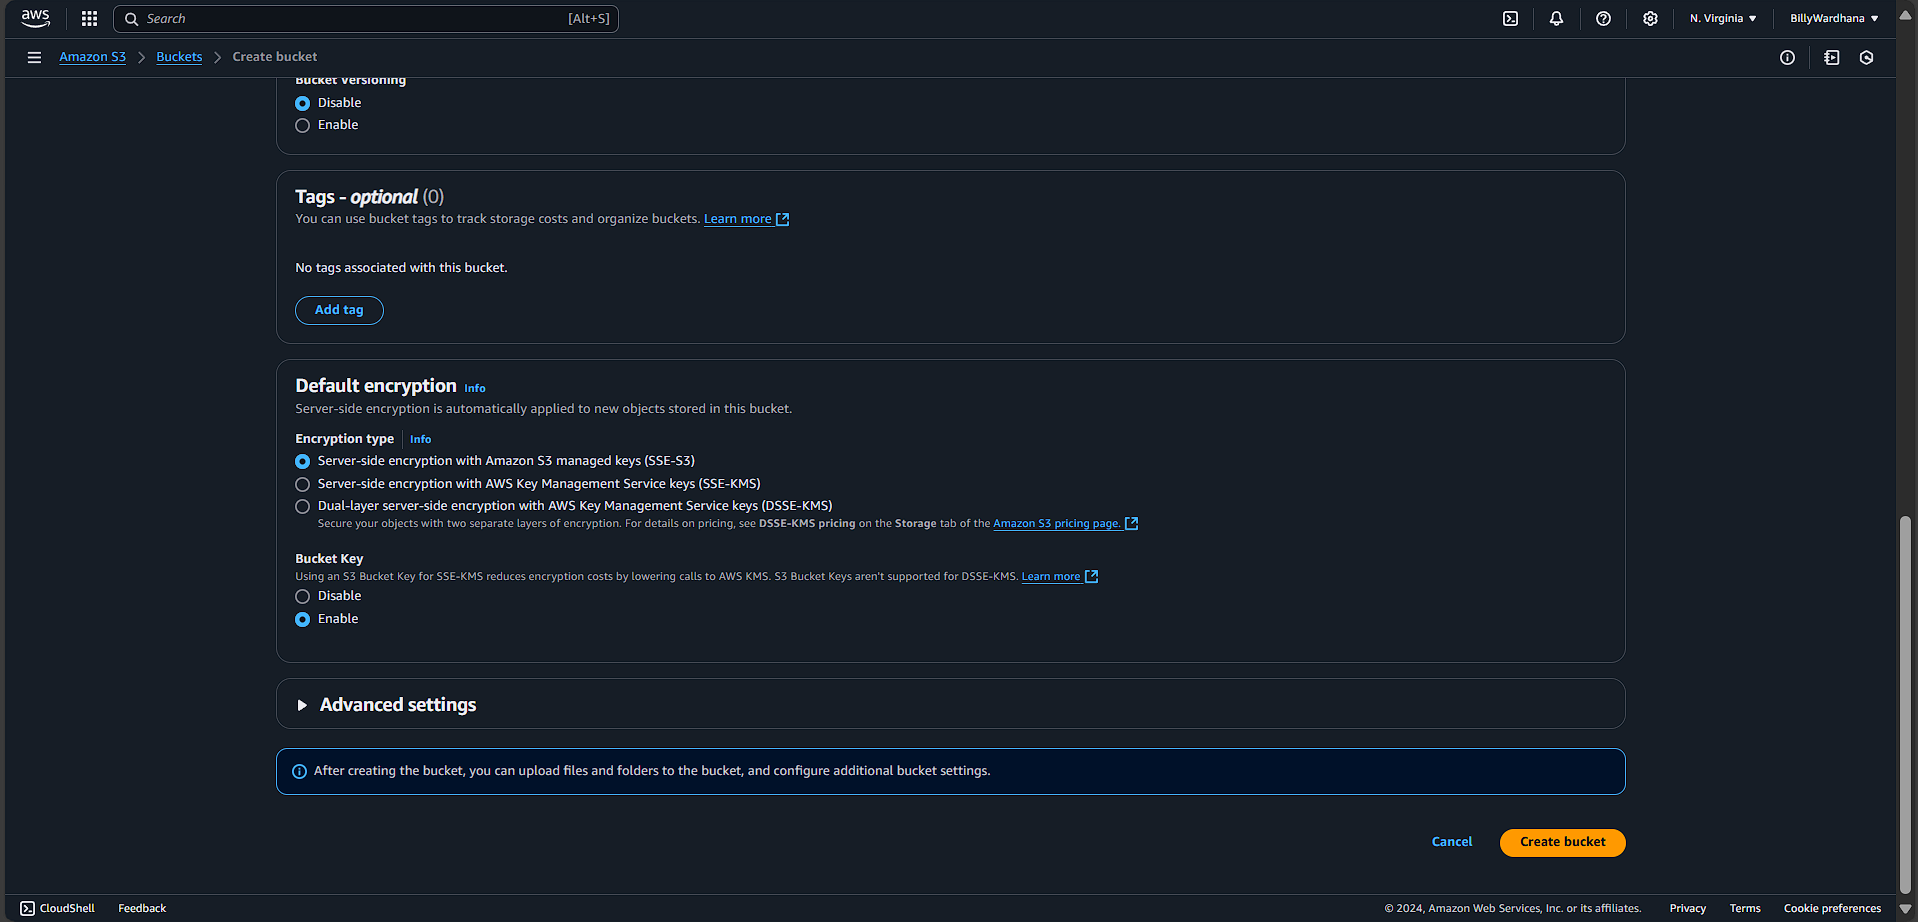 aws
Search [Alt+S]
N. Virginia
BillyWardhana
Amazon S3 > Buckets > Create bucket
Bucket Versioning
Disable
Enable
Tags - optional (0)
You can use bucket tags to track storage costs and organize buckets. Learn more
No tags associated with this bucket.
Add tag
Default encryption Info
Server-side encryption is automatically applied to new objects stored in this bucket.
Encryption type | Info
Server-side encryption with Amazon S3 managed keys (SSE-S3)
Server-side encryption with AWS Key Management Service keys (SSE-KMS)
Dual-layer server-side encryption with AWS Key Management Service keys (DSSE-KMS)
Secure your objects with two separate layers of encryption. For details on pricing, see DSSE-KMS pricing on the Storage tab of the Amazon S3 pricing page.
Bucket Key
Using an S3 Bucket Key for SSE-KMS reduces encryption costs by lowering calls to AWS KMS. S3 Bucket Keys aren't supported for DSSE-KMS. Learn more
Disable
Enable
Advanced settings
After creating the bucket, you can upload files and folders to the bucket, and configure additional bucket settings.
Cancel
Create bucket
CloudShell
Feedback
© 2024, Amazon Web Services, Inc. or its affiliates.
Privacy
Terms
Cookie preferences